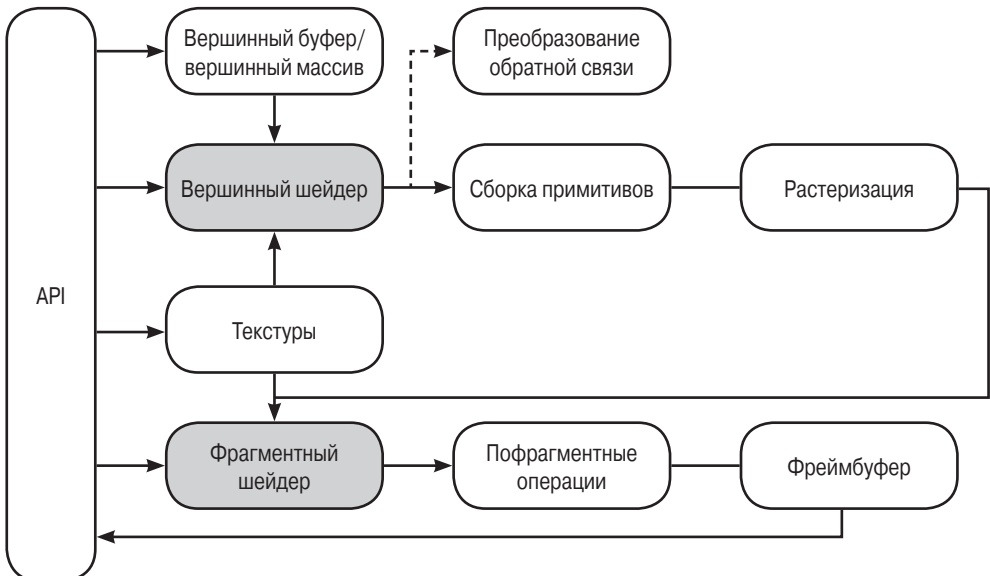 Вершинный буфер/
вершинный массив
Преобразование
обратной связи
Вершинный шейдер
Сборка примитивов
Растеризация
API
Текстуры
Фрагментный
шейдер
Пофрагментные
операции
Фреймбуфер